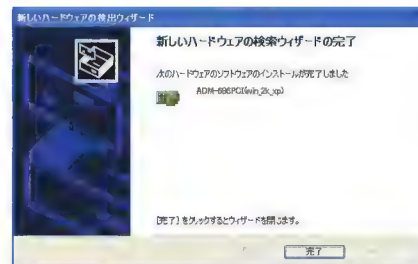 新しいハードウェアの検出ウィザード
新しいハードウェアの検索ウィザードの完了
次のハードウェアのソフトウェアのインストールが完了しました
ADM-686PCI(win_2k_xp)
[完了] をクリックするとウィザードを閉じます。
完了